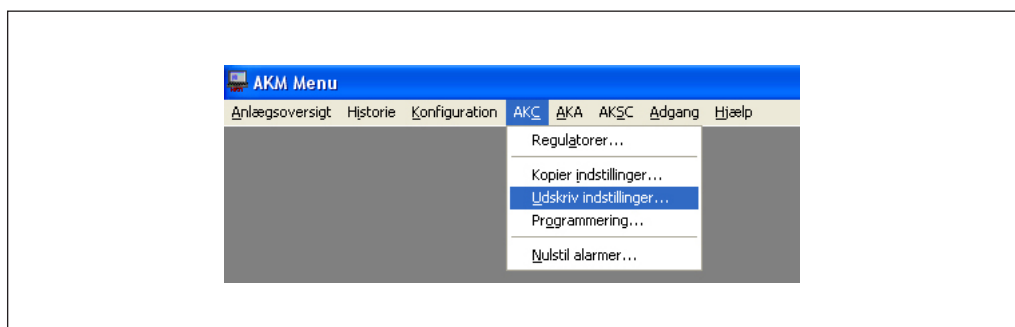 AKM Menu
Anlægsoversigt Historie Konfiguration AKC AKA AKSC Adgang Hjælp
Regulatorer...
Kopier indstillinger...
Udskriv indstillinger...
Programmering...
Nulstil alarmer...